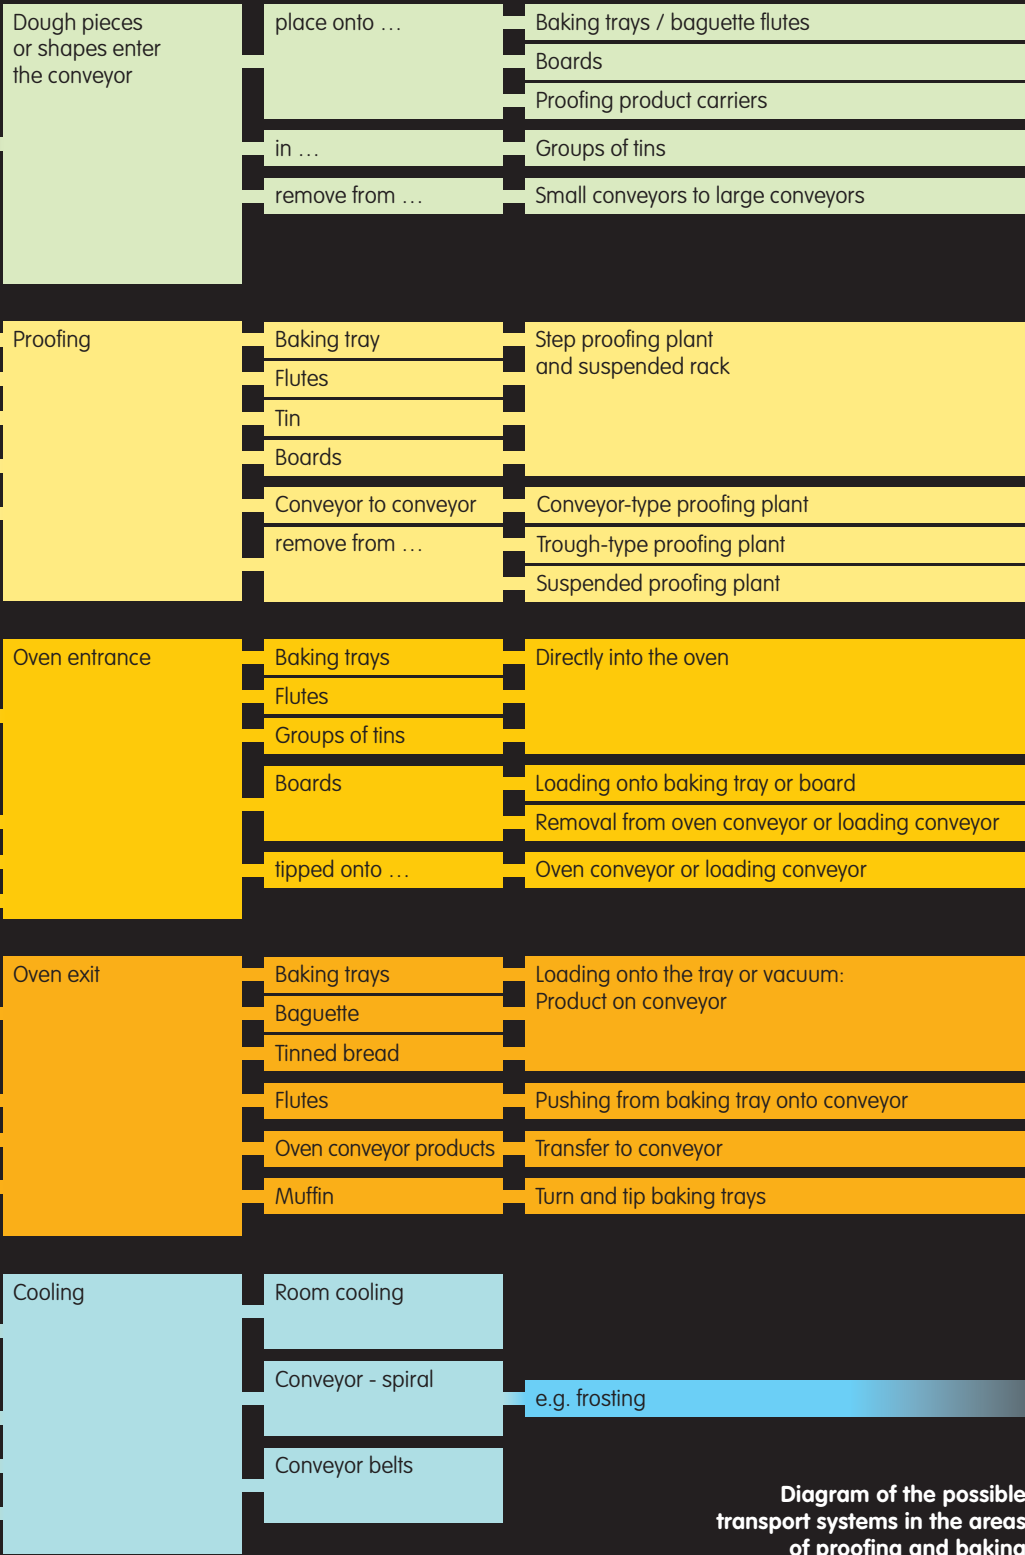 Dough pieces
or shapes enter
the conveyor
place onto …
Baking trays / baguette flutes
Boards
Proofing product carriers
in …
Groups of tins
remove from …
Small conveyors to large conveyors
Proofing
Baking tray
Flutes
Tin
Boards
Step proofing plant
and suspended rack
Conveyor to conveyor
Conveyor-type proofing plant
remove from …
Trough-type proofing plant
Suspended proofing plant
Oven entrance
Baking trays
Flutes
Groups of tins
Directly into the oven
Boards
Loading onto baking tray or board
Removal from oven conveyor or loading conveyor
tipped onto …
Oven conveyor or loading conveyor
Oven exit
Baking trays
Baguette
Tinned bread
Loading onto the tray or vacuum:
Product on conveyor
Flutes
Pushing from baking tray onto conveyor
Oven conveyor products
Transfer to conveyor
Muffin
Turn and tip baking trays
Cooling
Room cooling
Conveyor - spiral
e.g. frosting
Conveyor belts
Diagram of the possible
transport systems in the areas
of proofing and baking